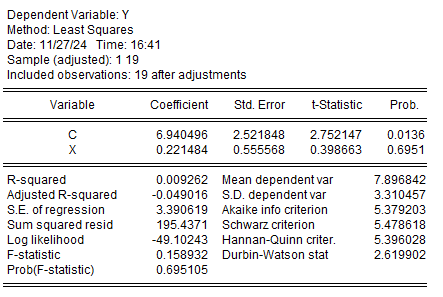 Dependent Variable: Y
Method: Least Squares
Date: 11/27/24 Time: 16:41
Sample (adjusted): 1 19
Included observations: 19 after adjustments
Variable Coefficient Std. Error t-Statistic Prob.
C 6.940496 2.521848 2.752147 0.0136
X 0.221484 0.555568 0.398663 0.6951
R-squared 0.009262 Mean dependent var 7.896842
Adjusted R-squared -0.049016 S.D. dependent var 3.310457
S.E. of regression 3.390619 Akaike info criterion 5.379203
Sum squared resid 195.4371 Schwarz criterion 5.478618
Log likelihood -49.10243 Hannan-Quinn criter. 5.396028
F-statistic 0.158932 Durbin-Watson stat 2.619902
Prob(F-statistic) 0.695105